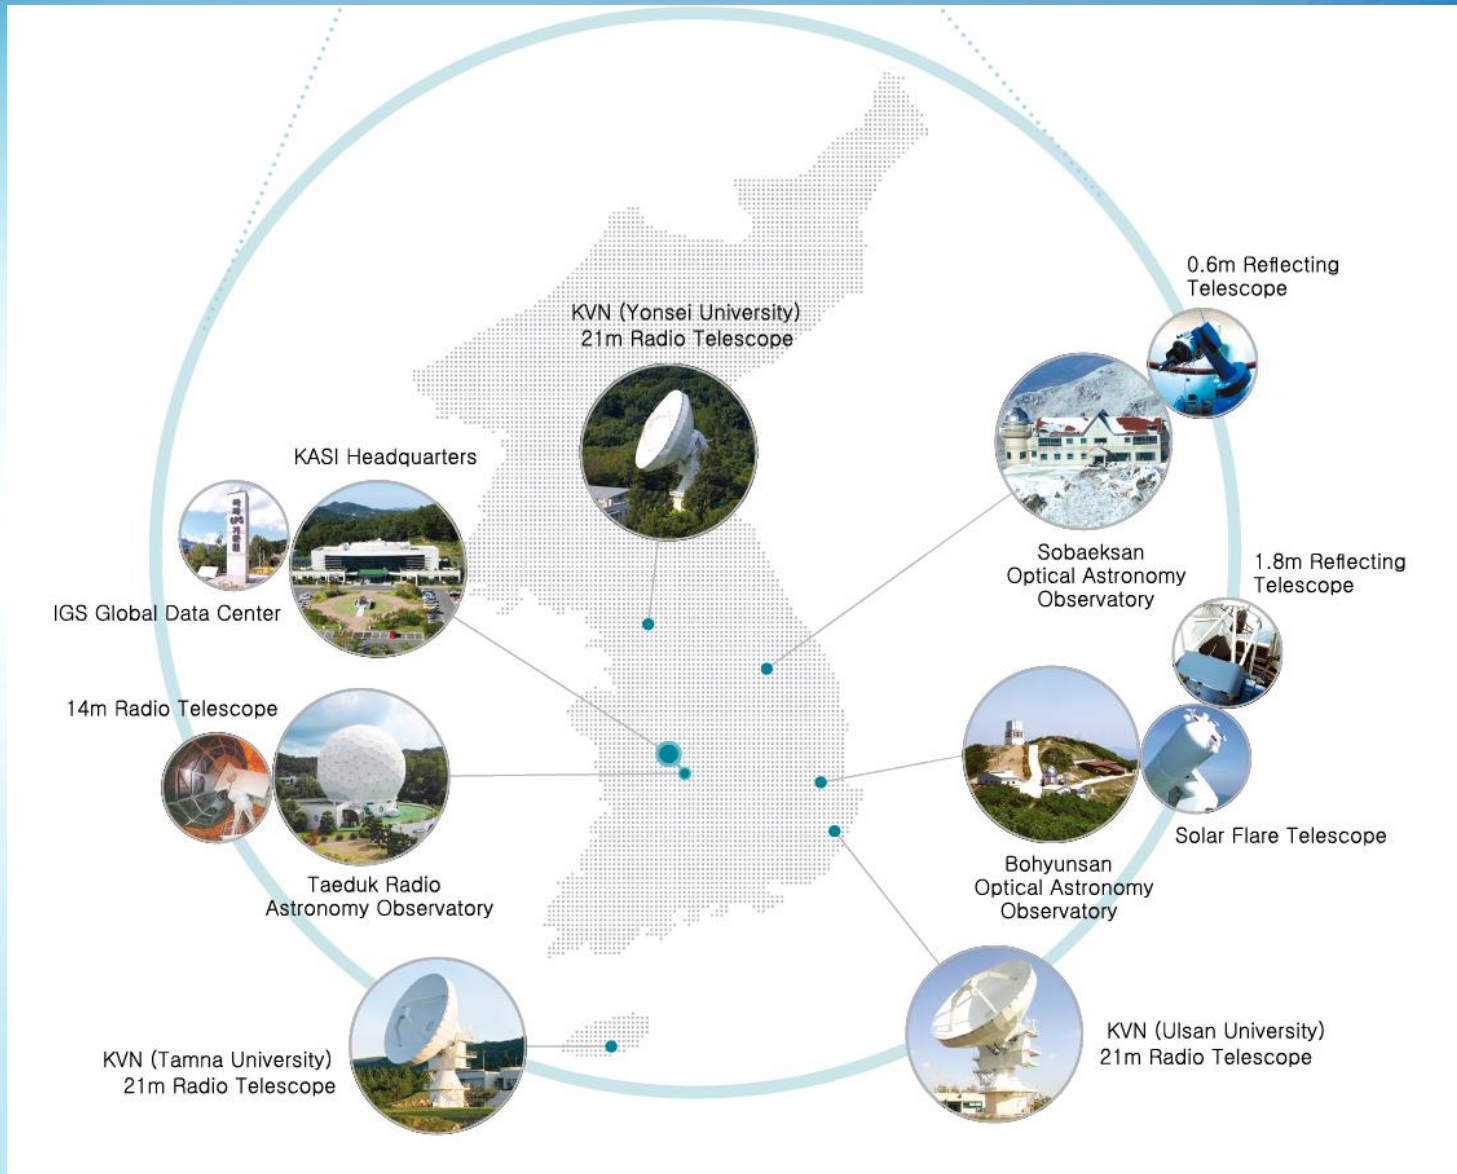 0.6m Reflecting
Telescope
KVN (Yonsei University)
21m Radio Telescope
KASI Headquarters
Sobaeksan
Optical Astronomy
Observatory
1.8m Reflecting
Telescope
IGS Global Data Center
14m Radio Telescope
Solar Flare Telescope
Taeduk Radio
Astronomy Observatory
Bohyunsan
Optical Astronomy
Observatory
KVN (Tamna University)
21m Radio Telescope
KVN (Ulsan University)
21m Radio Telescope